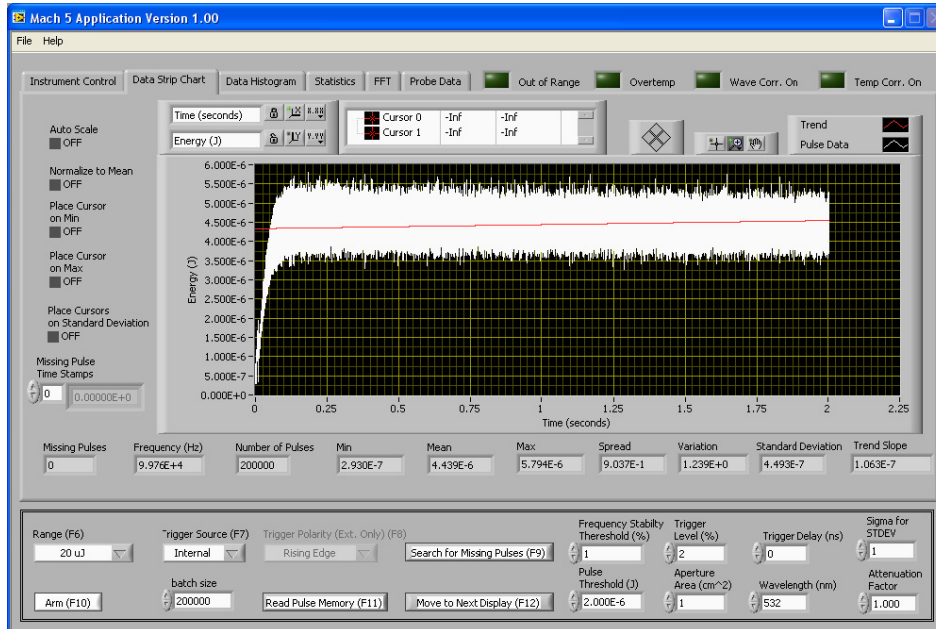 Mach 5 Application Version 1.00
File Help
Instrument Control Data Strip Chart Data Histogram Statistics FFT Probe Data Out of Range Overtemp Wave Corr. On Temp Corr. On
Time (seconds) X.XX
Energy (J) Y.YY
Cursor 0 -Inf -Inf
Cursor 1 -Inf -Inf
Trend
Pulse Data
Auto Scale
OFF
Normalize to Mean
OFF
Place Cursor
on Min
OFF
Place Cursor
on Max
OFF
Place Cursors
on Standard Deviation
OFF
Missing Pulse
Time Stamps
0 0.00000E+0
Energy (J)
6.000E-6
5.500E-6
5.000E-6
4.500E-6
4.000E-6
3.500E-6
3.000E-6
2.500E-6
2.000E-6
1.500E-6
1.000E-6
5.000E-7
0.000E+0
0 0.25 0.5 0.75 1 1.25 1.5 1.75 2 2.25
Time (seconds)
Missing Pulses Frequency (Hz) Number of Pulses Min Mean Max Spread Variation Standard Deviation Trend Slope
0 9.976E+4 200000 2.930E-7 4.439E-6 5.794E-6 9.037E-1 1.239E+0 4.493E-7 1.063E-7
Range (F6) Trigger Source (F7) Trigger Polarity (Ext. Only) (F8)
20 uJ Internal Rising Edge Search for Missing Pulses (F9)
Frequency Stabilty
Thereshold (%)
1
Trigger
Level (%)
2
Trigger Delay (ns)
0
Sigma for
STDEV
1
batch size
Arm (F10) 200000 Read Pulse Memory (F11) Move to Next Display (F12)
Pulse
Threshold (J)
2.000E-6
Aperture
Area (cm^2)
1
Wavelength (nm)
532
Attenuation
Factor
1.000